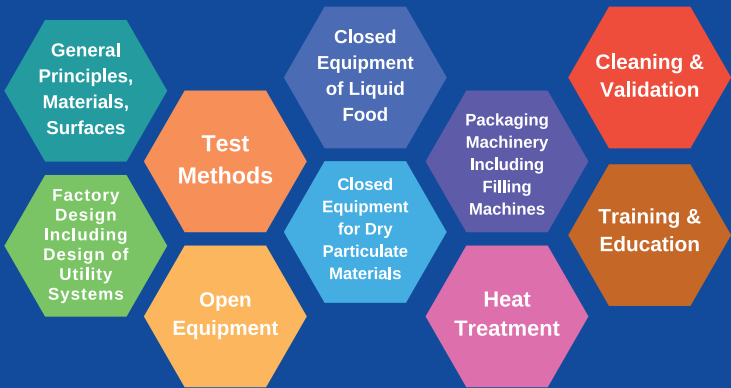 General
Principles,
Materials,
Surfaces
Factory
Design
Including
Design of
Utility
Systems
Test
Methods
Open
Equipment
Closed
Equipment
of Liquid
Food
Closed
Equipment
for Dry
Particulate
Materials
Packaging
Machinery
Including
Filling
Machines
Heat
Treatment
Cleaning &
Validation
Training &
Education